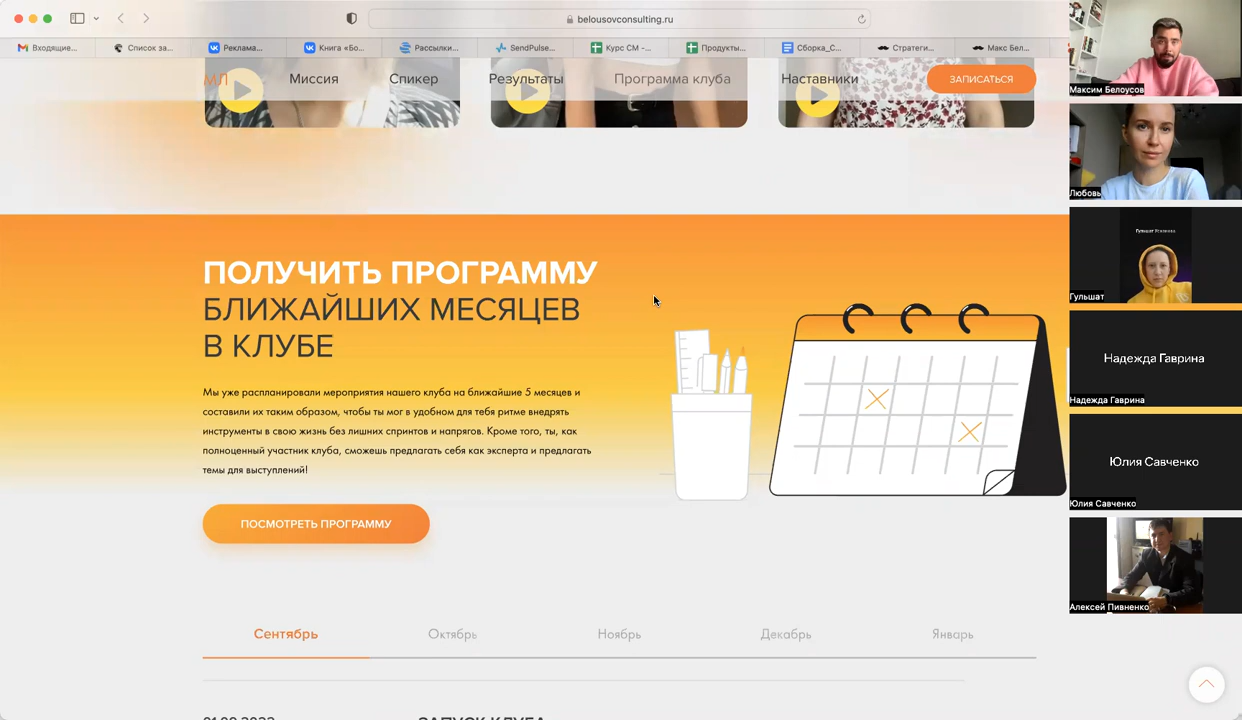 belousovconsulting.ru
Входящие...
Список за...
Реклама...
Книга «Бо...
Рассылки...
SendPulse...
Курс СМ -...
Продукты...
Сборка_С...
Стратеги...
Макс Бел...
МЛ
Миссия
Спикер
Результаты
Программа клуба
Наставники
ЗАПИСАТЬСЯ
ПОЛУЧИТЬ ПРОГРАММУ
БЛИЖАЙШИХ МЕСЯЦЕВ
В КЛУБЕ
Мы уже распланировали мероприятия нашего клуба на ближайшие 5 месяцев и
составили их таким образом, чтобы ты мог в удобном для тебя ритме внедрять
инструменты в свою жизнь без лишних спринтов и напрягов. Кроме того, ты, как
полноценный участник клуба, сможешь предлагать себя как эксперта и предлагать
темы для выступлений!
ПОСМОТРЕТЬ ПРОГРАММУ
Сентябрь
Октябрь
Ноябрь
Декабрь
Январь
ЗАПУСК КЛУБА
Максим Белоусов
Любовь
Гульшат
Надежда Гаврина
Надежда Гаврина
Юлия Савченко
Юлия Савченко
Алексей Пивненко